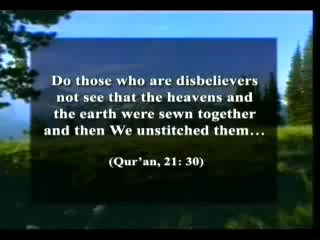 Do those who are disbelievers
not see that the heavens and
the earth were sewn together
and then We unstitched them…
(Qur'an, 21: 30)